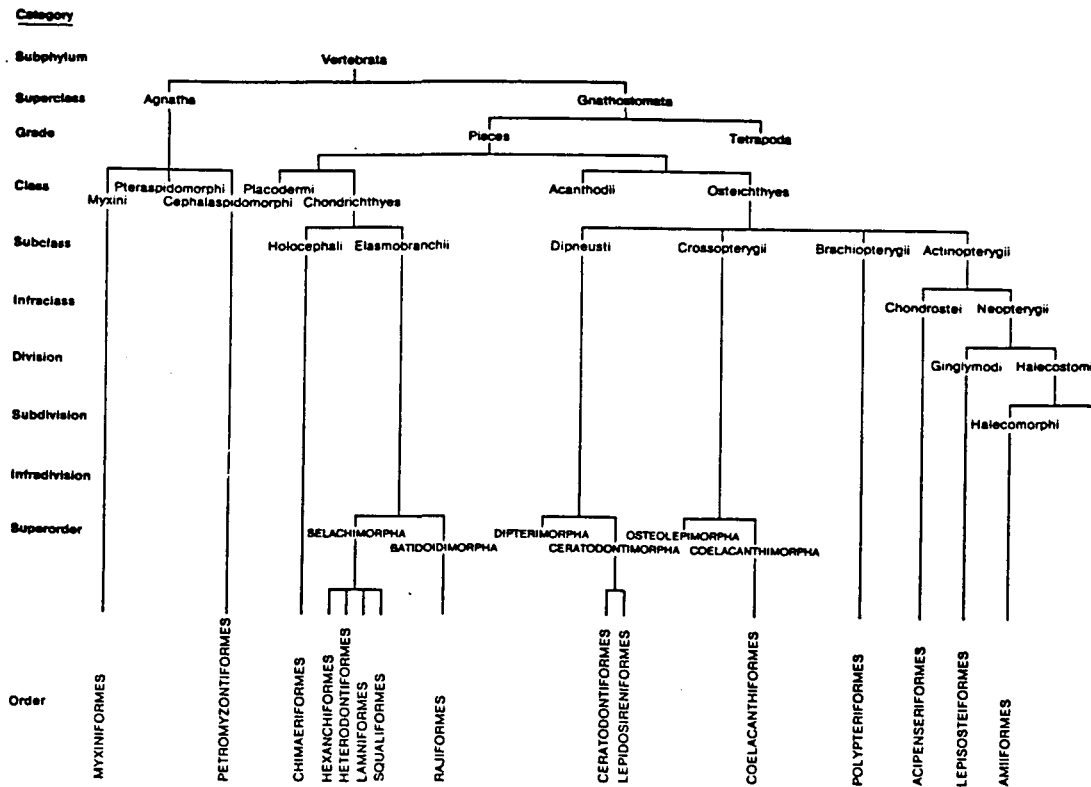 Category
Subphylum Vertebrata
Superclass Agnatha Gnathostomata
Grade Pisces Tetrapoda
Class Myxini Pteraspidomorphi Cephalaspidomorphi Placodermi Chondrichthyes Acanthodii Osteichthyes
Subclass Holocephali Elasmobranchii Dipneusti Crossopterygii Brachiopterygii Actinopterygii
Infraclass Chondrostei Neopterygii
Division Ginglymodi Halecostomi
Subdivision Halecomorphi
Infradivision
Superorder SELACHIMORPHA BATIDOIDIMORPHA DIPTERIMORPHA CERATODONTIMORPHA OSTEOLEPIMORPHA COELACANTHIMORPHA
Order
MYXINIFORMES
PETROMYZONTIFORMES
CHIMAERIFORMES
HEXANCHIFORMES
HETERODONTIFORMES
LAMNIFORMES
SQUALIFORMES
RAJIFORMES
CERATODONTIFORMES
LEPIDOSIRENIFORMES
COELACANTHIFORMES
POLYPTERIFORMES
ACIPENSERIFORMES
LEPISOSTEIFORMES
AMIIFORMES